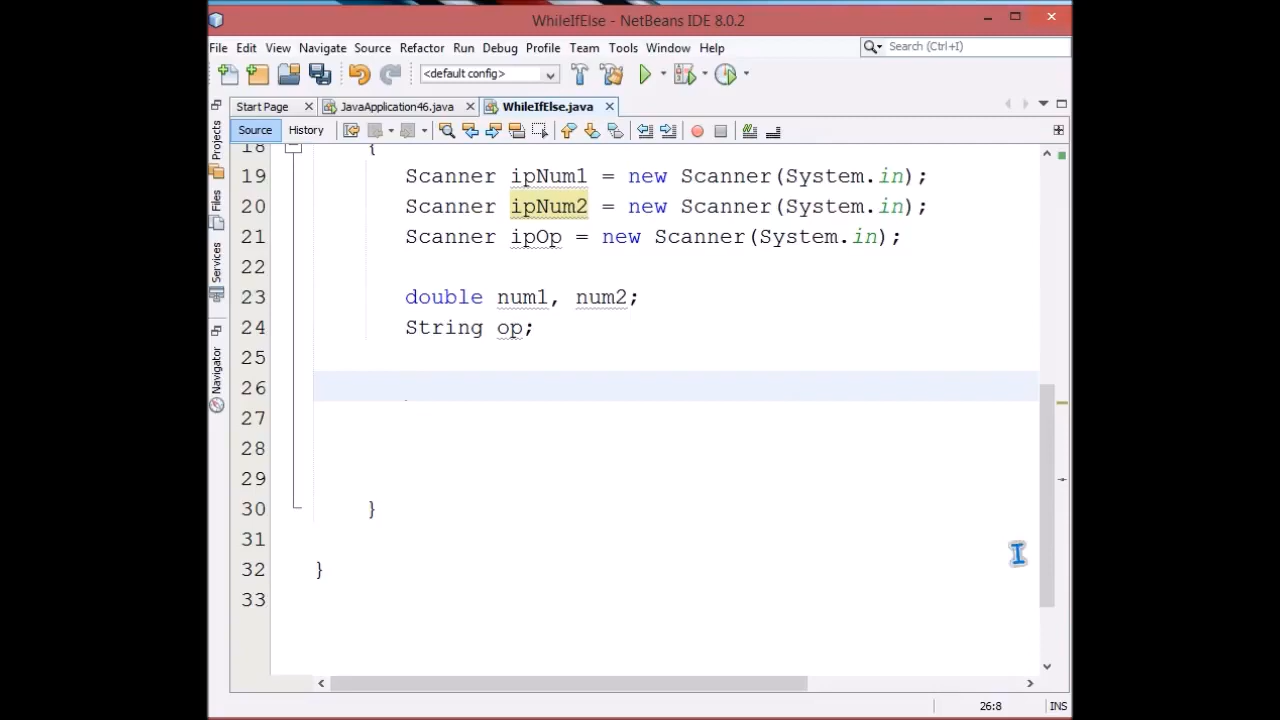 WhileIfElse - NetBeans IDE 8.0.2
File Edit View Navigate Source Refactor Run Debug Profile Team Tools Window Help
Search (Ctrl+I)
<default config>
Start Page JavaApplication46.java WhileIfElse.java
Source History
Projects
Files
Services
Navigator
18 {
19 Scanner ipNum1 = new Scanner(System.in);
20 Scanner ipNum2 = new Scanner(System.in);
21 Scanner ipOp = new Scanner(System.in);
22
23 double num1, num2;
24 String op;
25
26
27
28
29
30 }
31
32 }
33
26:8 INS